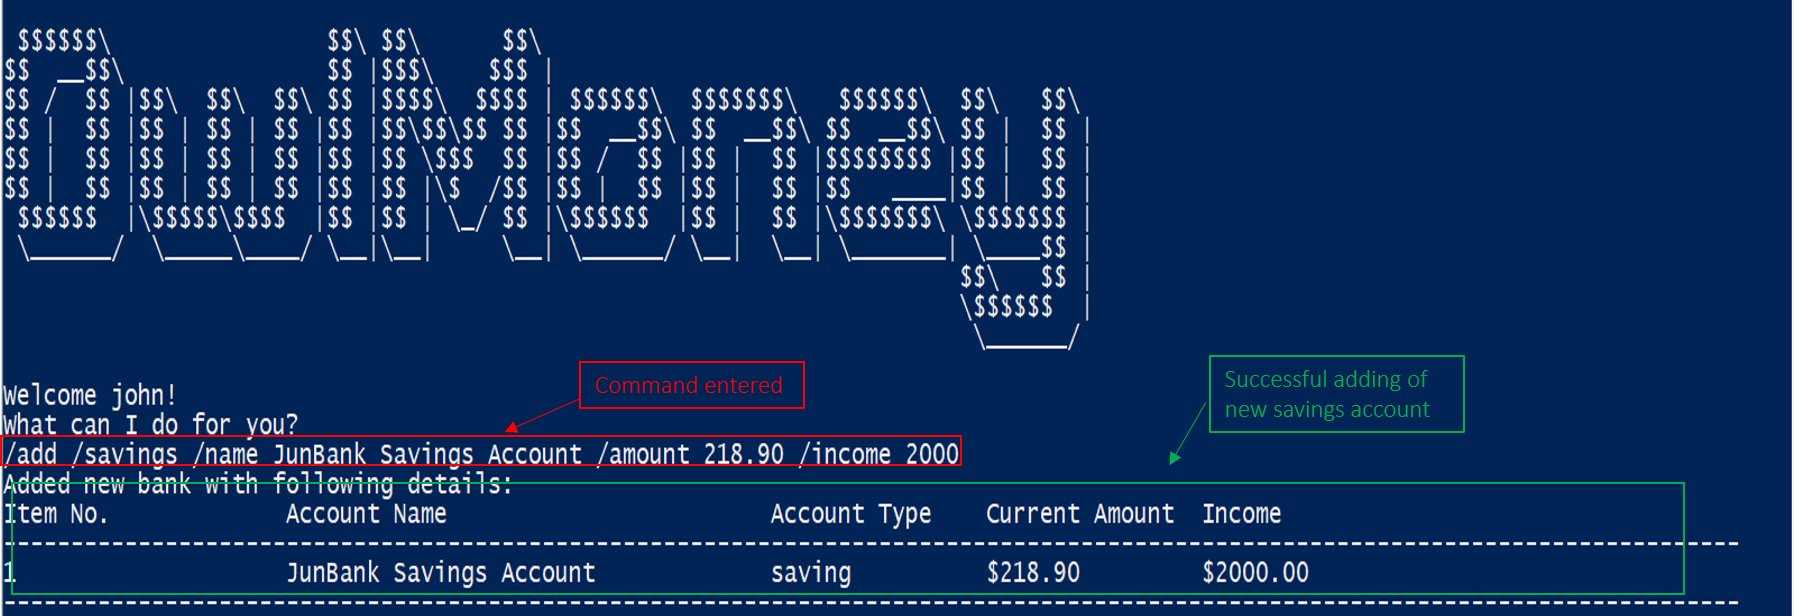 $$$$$$\                $$\ $$\      $$\
$$  __$$\               $$ |$$$\    $$$ |
$$ /  $$ |$$\  $$\  $$\ $$ |$$$$\  $$$$ | $$$$$$\  $$$$$$$\   $$$$$$\  $$\   $$\
$$ |  $$ |$$ | $$ | $$ |$$ |$$\$$\$$ $$ |$$  __$$\ $$  __$$\ $$  __$$\ $$ |  $$ |
$$ |  $$ |$$ | $$ | $$ |$$ |$$ \$$$  $$ |$$ /  $$ |$$ |  $$ |$$$$$$$$ |$$ |  $$ |
$$ |  $$ |$$ | $$ | $$ |$$ |$$ |\$  /$$ |$$ |  $$ |$$ |  $$ |$$   ____|$$ |  $$ |
 $$$$$$  |\$$$$$\$$$$  |$$ |$$ | \_/ $$ |\$$$$$$  |$$ |  $$ |\$$$$$$$\ \$$$$$$$ |
 \______/  \_____\____/ \__|\__|     \__| \______/ \__|  \__| \_______| \____$$ |
                                                                       $$\   $$ |
                                                                       \$$$$$$  |
                                                                        \______/
Welcome john!
What can I do for you?
Command entered
Successful adding of
new savings account
/add /savings /name JunBank Savings Account /amount 218.90 /income 2000
Added new bank with following details:
Item No. Account Name Account Type Current Amount Income
1 JunBank Savings Account saving $218.90 $2000.00